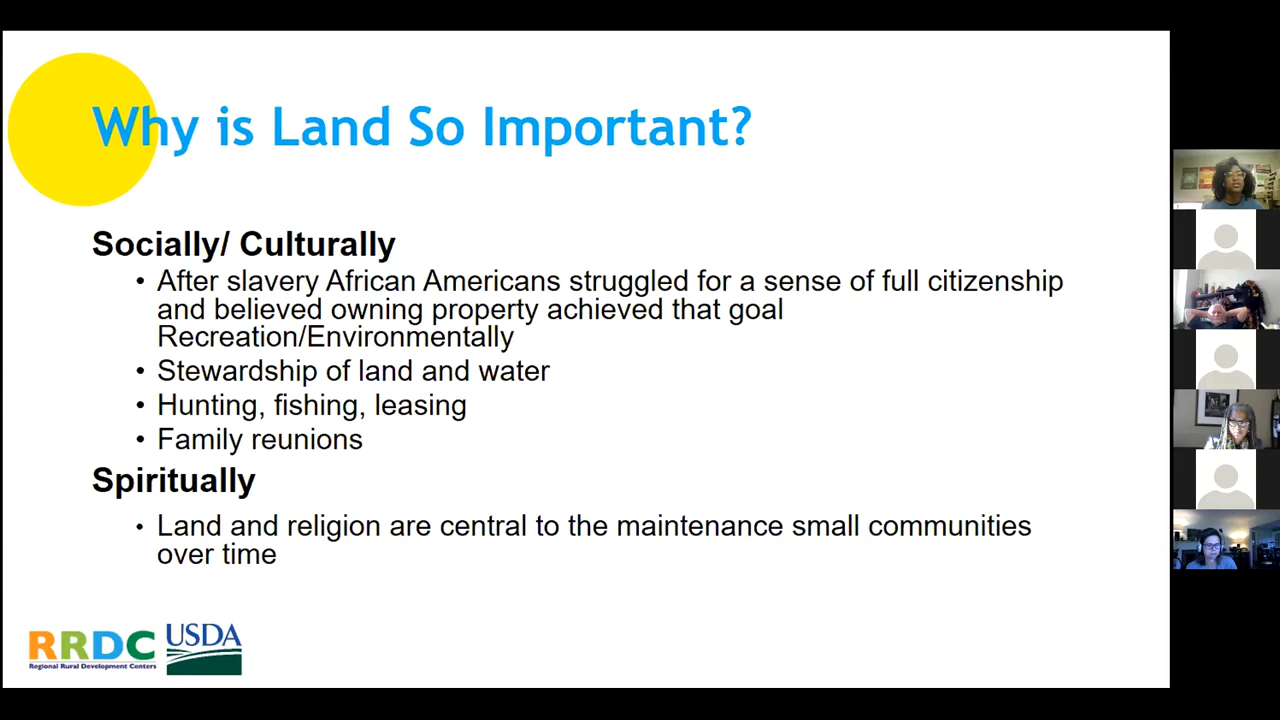 Why is Land So Important?
Socially/ Culturally
• After slavery African Americans struggled for a sense of full citizenship
and believed owning property achieved that goal
Recreation/Environmentally
• Stewardship of land and water
• Hunting, fishing, leasing
• Family reunions
Spiritually
• Land and religion are central to the maintenance small communities
over time
RRDC
Regional Rural Development Centers
USDA